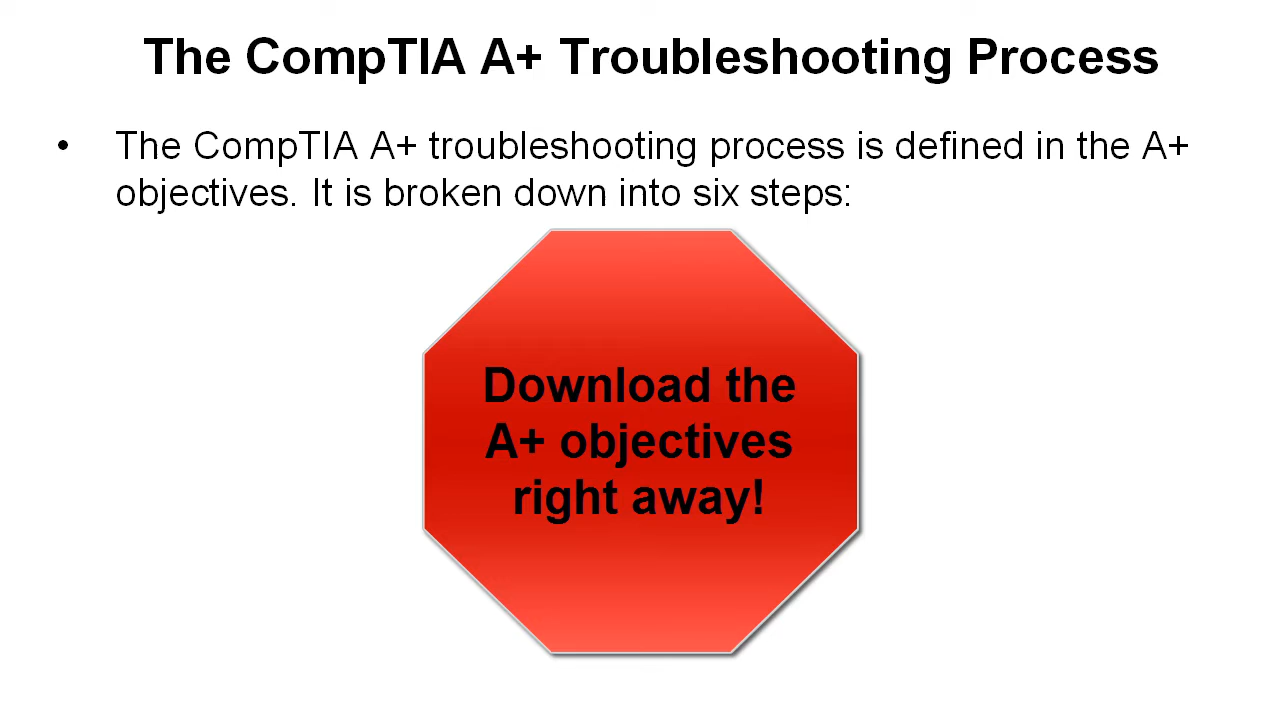 The CompTIA A+ Troubleshooting Process
• The CompTIA A+ troubleshooting process is defined in the A+
objectives. It is broken down into six steps:
Download the
A+ objectives
right away!